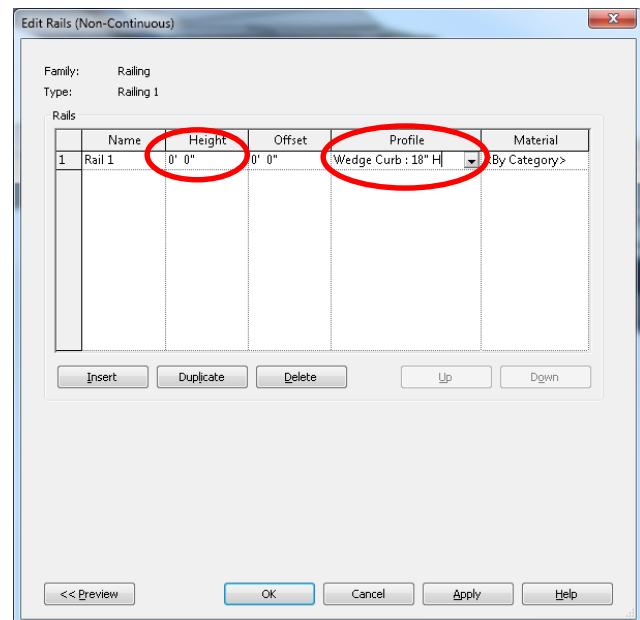 Edit Rails (Non-Continuous)
Family: Railing
Type: Railing 1
Rails
Name Height Offset Profile Material
1 Rail 1 0' 0" 0' 0" Wedge Curb : 18" H <By Category>
Insert Duplicate Delete Up Down
<< Preview OK Cancel Apply Help